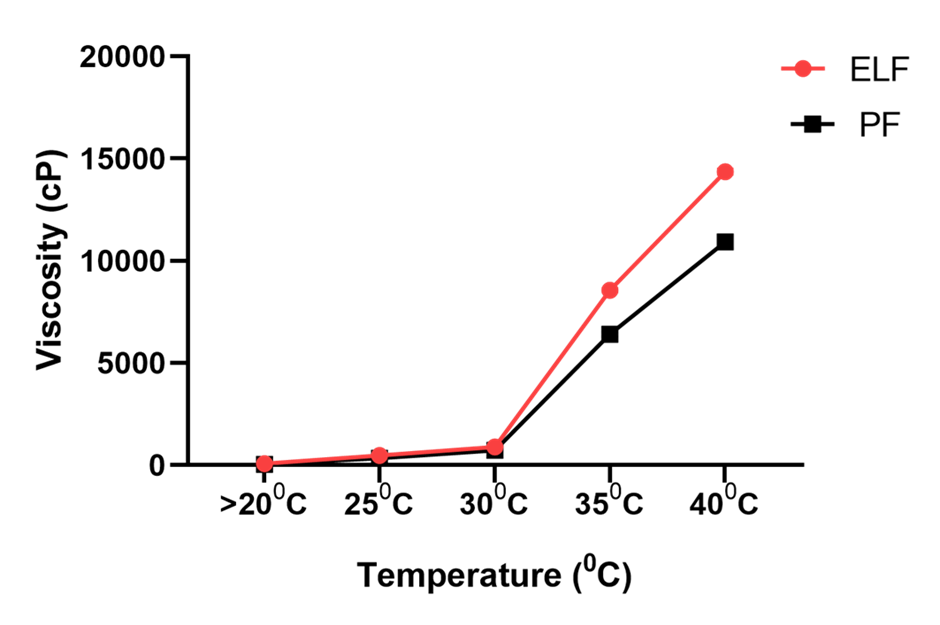 20000
15000
10000
5000
0
Viscosity (cP)
>20⁰C 25⁰C 30⁰C 35⁰C 40⁰C
Temperature (⁰C)
ELF
PF